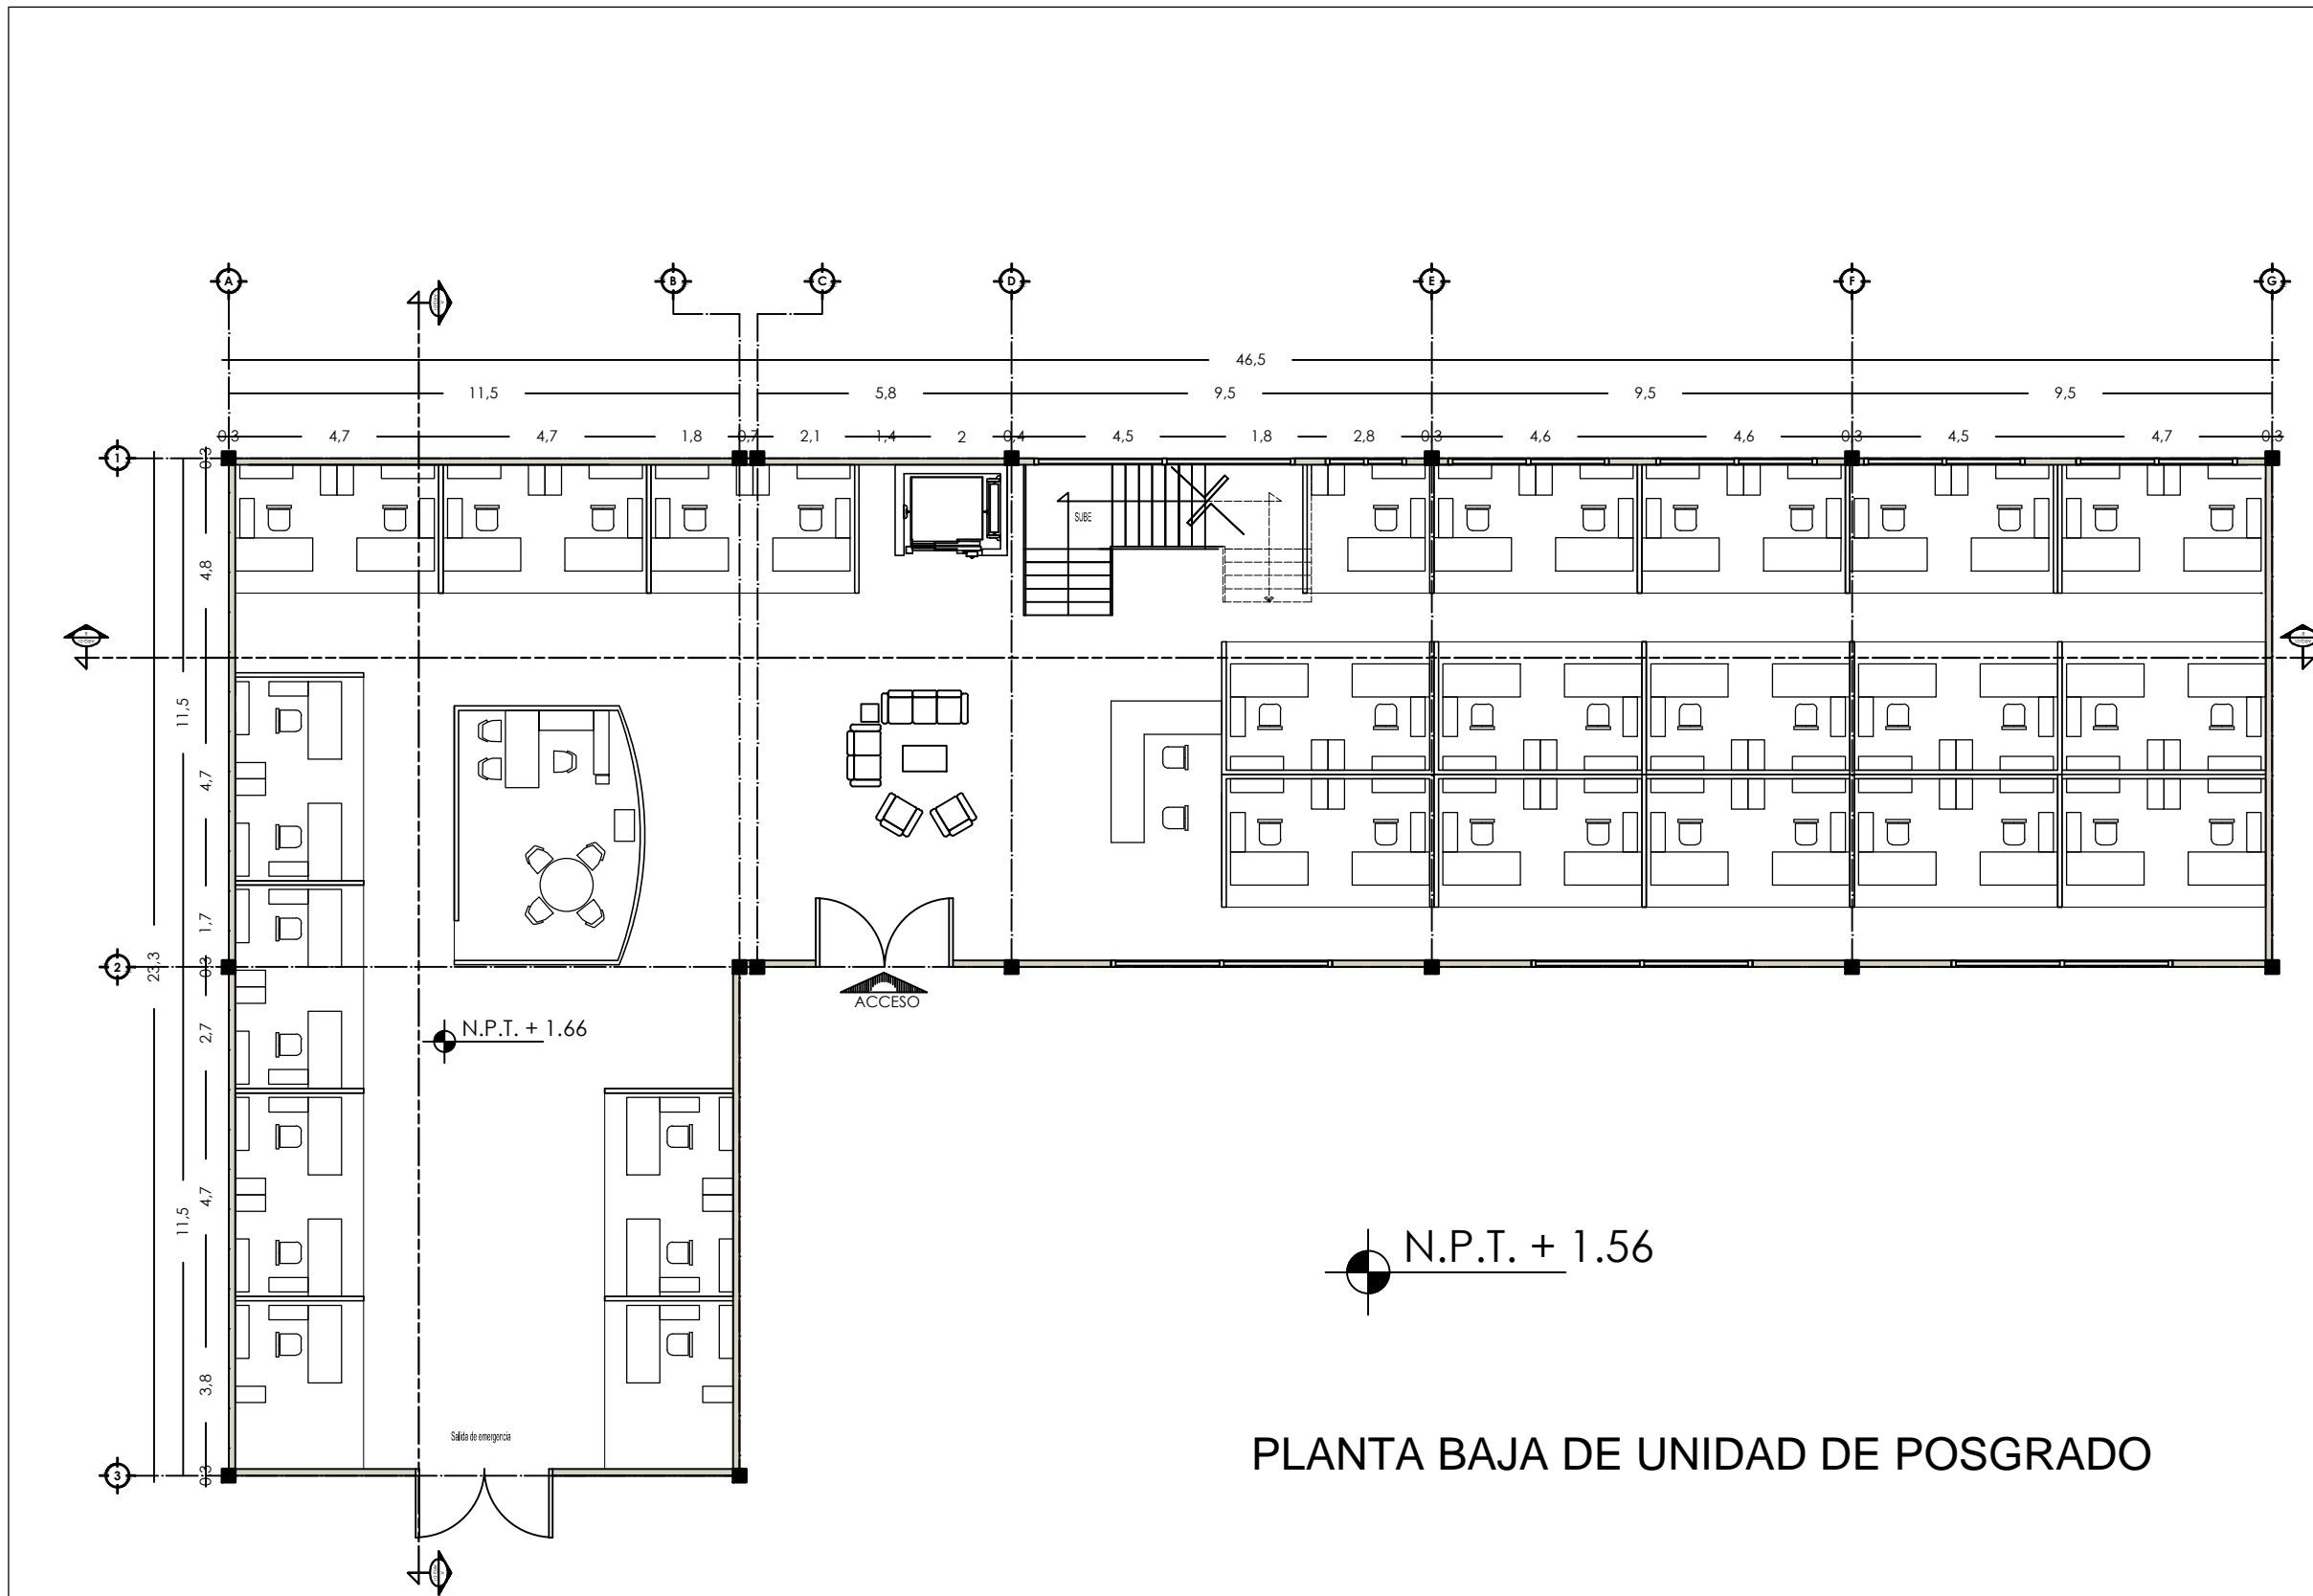 A B C D E F G
46,5
11,5 5,8 9,5 9,5 9,5
0,3 4,7 4,7 1,8 0,7 2,1 1,4 2 0,4 4,5 1,8 2,8 0,3 4,6 4,6 0,3 4,5 4,7 0,3
1
0,3
SUBE
4,8
11,5
4,7
1,7
2
0,3
23,3
ACCESO
N.P.T. + 1.66
2,7
4,7
11,5
N.P.T. + 1.56
3,8
Salida de emergencia
PLANTA BAJA DE UNIDAD DE POSGRADO
3
0,3